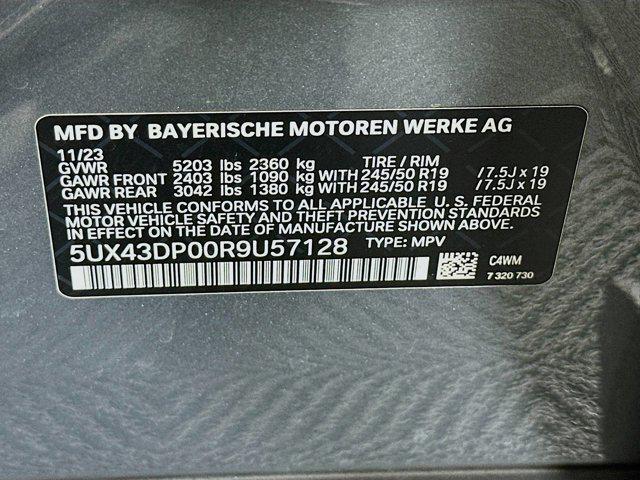 MFD BY BAYERISCHE MOTOREN WERKE AG
11/23
GVWR 5203 lbs 2360 kg TIRE / RIM
GAWR FRONT 2403 lbs 1090 kg WITH 245/50 R19 / 7.5J x 19
GAWR REAR 3042 lbs 1380 kg WITH 245/50 R19 / 7.5J x 19
THIS VEHICLE CONFORMS TO ALL APPLICABLE U. S. FEDERAL
MOTOR VEHICLE SAFETY AND THEFT PREVENTION STANDARDS
IN EFFECT ON THE DATE OF MANUFACTURE SHOWN ABOVE.
5UX43DP00R9U57128 TYPE: MPV
C4WM
7 320 730